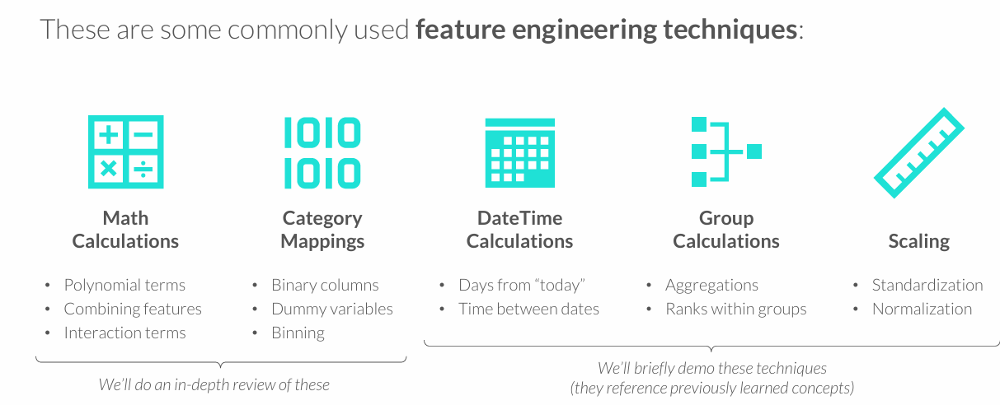 These are some commonly used feature engineering techniques:
1010
1010
Math
Calculations
• Polynomial terms
• Combining features
• Interaction terms
Category
Mappings
• Binary columns
• Dummy variables
• Binning
DateTime
Calculations
• Days from “today”
• Time between dates
Group
Calculations
• Aggregations
• Ranks within groups
Scaling
• Standardization
• Normalization
We’ll do an in-depth review of these
We’ll briefly demo these techniques
(they reference previously learned concepts)